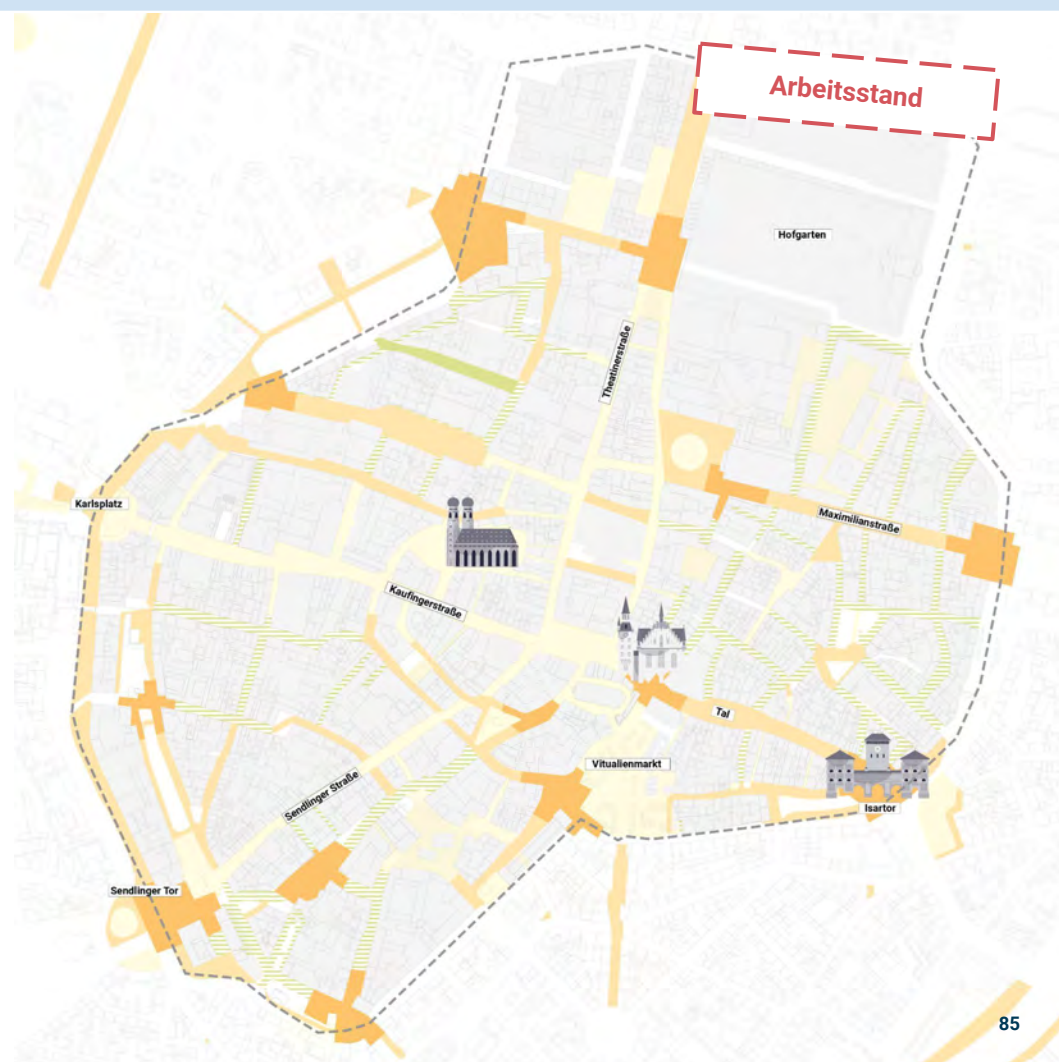 Arbeitsstand
Hofgarten
Theatinerstraße
Karlsplatz
Maximilianstraße
Kaufingerstraße
Tal
Vitualienmarkt
Sendlinger Straße
Isartor
Sendlinger Tor
85